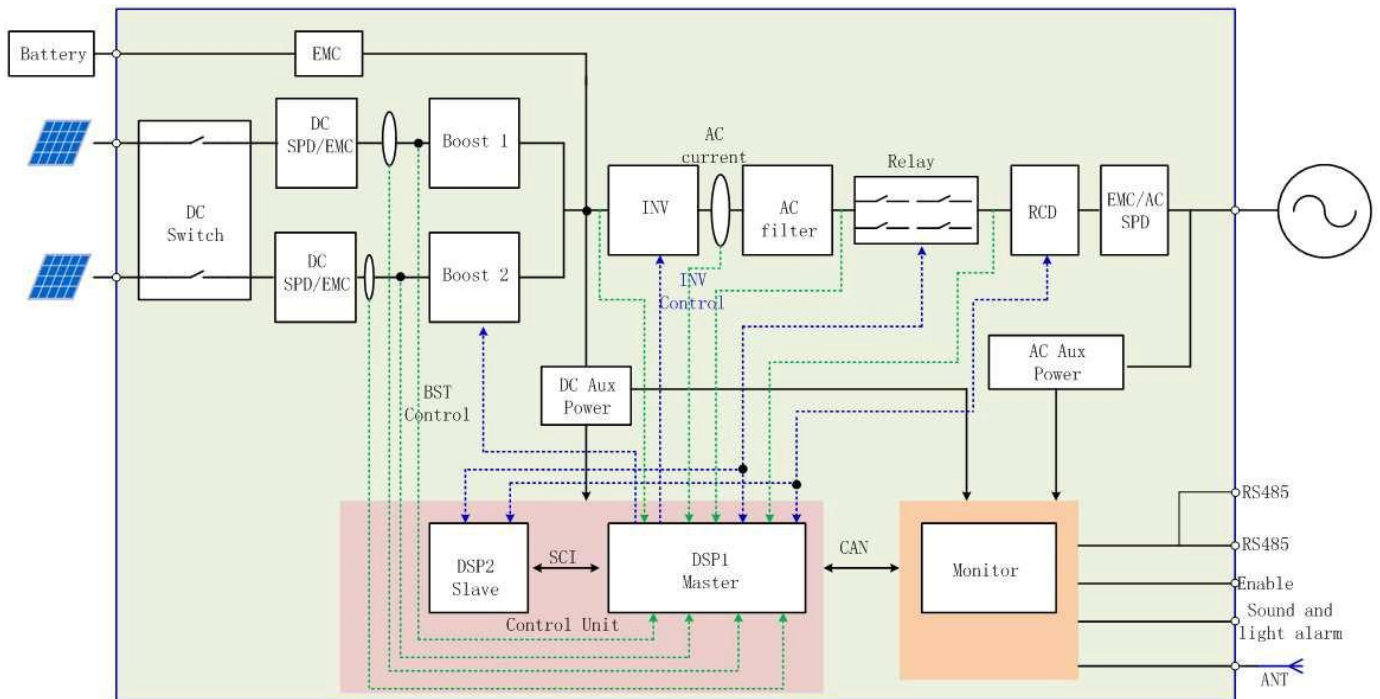 Battery
EMC
DC
SPD/EMC
Boost 1
DC
Switch
DC
SPD/EMC
Boost 2
INV
AC
current
AC
filter
Relay
RCD
EMC/AC
SPD
INV
Control
BST
Control
DC Aux
Power
AC Aux
Power
DSP2
Slave
SCI
DSP1
Master
Control Unit
CAN
Monitor
RS485
RS485
Enable
Sound and
light alarm
ANT